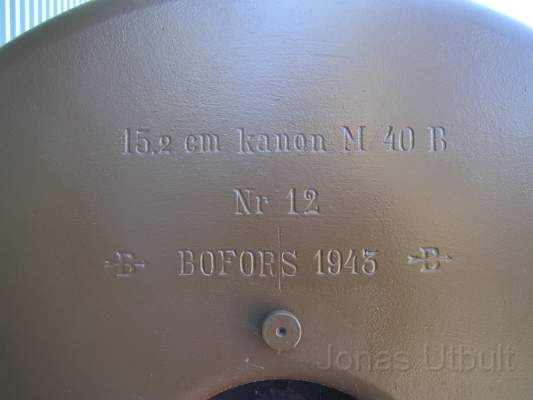 15,2 cm kanon M 40 B
Nr 12
B BOFORS 1943 B
Jonas Utbult